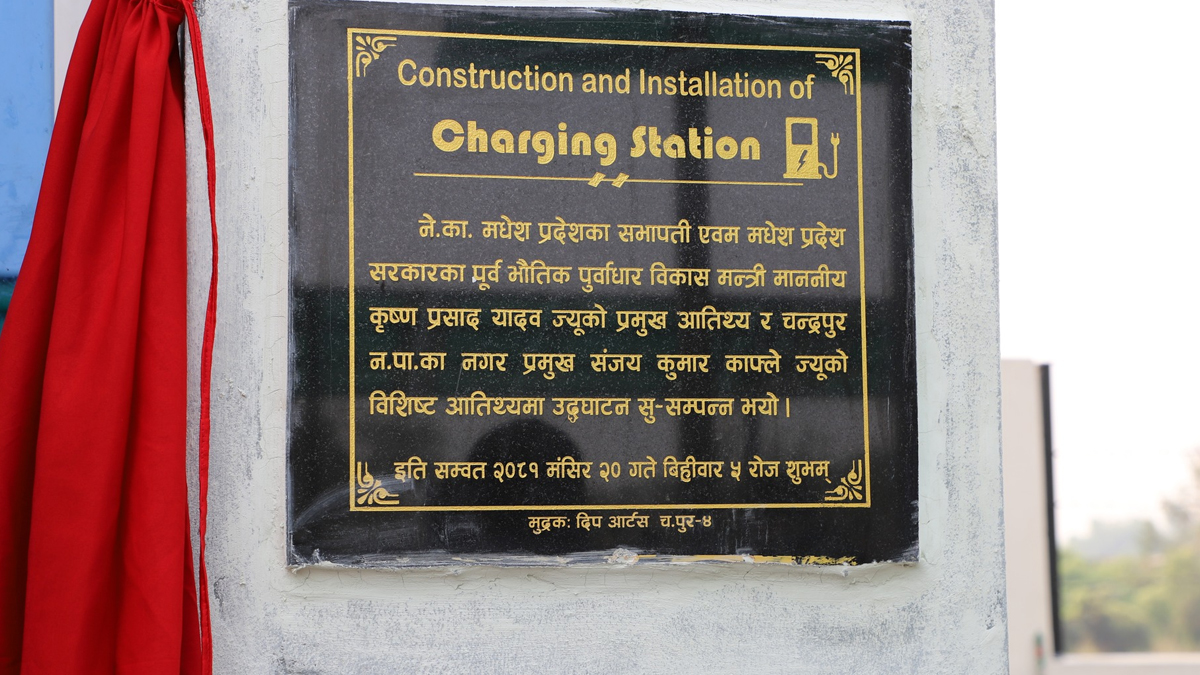 Construction and Installation of
Charging Station
ने.का. मधेश प्रदेशका सभापती एवम मधेश प्रदेश
सरकारका पूर्व भौतिक पुर्वाधार विकास मन्त्री माननीय
कृष्ण प्रसाद यादव ज्यूको प्रमुख आतिथ्य र चन्द्रपुर
न.पा.का नगर प्रमुख संजय कुमार काफ्ले ज्यूको
विशिष्ट आतिथ्यमा उद्घघाटन सु-सम्पन्न भयो।
इति सम्वत २०८१ मंसिर २० गते बिहीवार ५ रोज शुभम्
मुद्रक: दिप आर्टस च.पुर-४